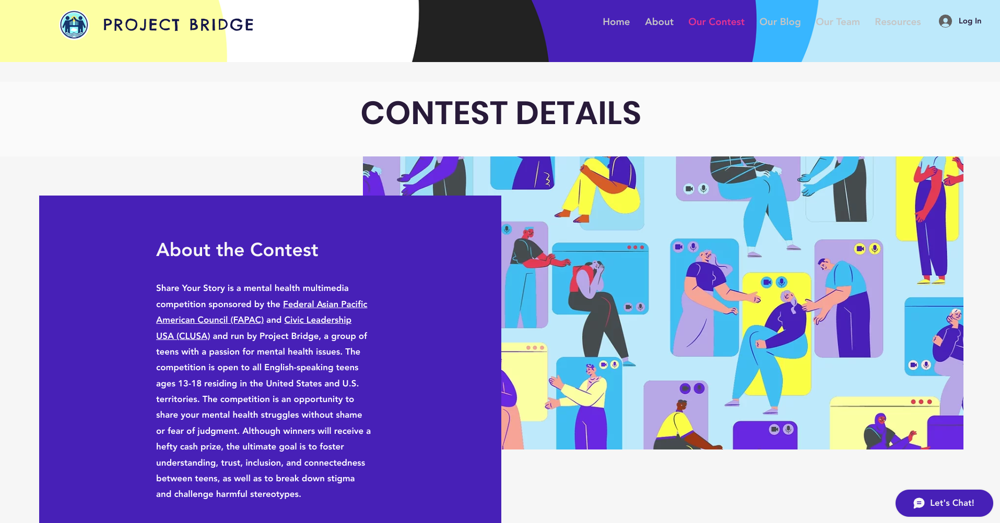 PROJECT BRIDGE
Home About Our Contest Our Blog Our Team Resources Log In
CONTEST DETAILS
About the Contest
Share Your Story is a mental health multimedia
competition sponsored by the Federal Asian Pacific
American Council (FAPAC) and Civic Leadership
USA (CLUSA) and run by Project Bridge, a group of
teens with a passion for mental health issues. The
competition is open to all English-speaking teens
ages 13-18 residing in the United States and U.S.
territories. The competition is an opportunity to
share your mental health struggles without shame
or fear of judgment. Although winners will receive a
hefty cash prize, the ultimate goal is to foster
understanding, trust, inclusion, and connectedness
between teens, as well as to break down stigma
and challenge harmful stereotypes.
Let's Chat!